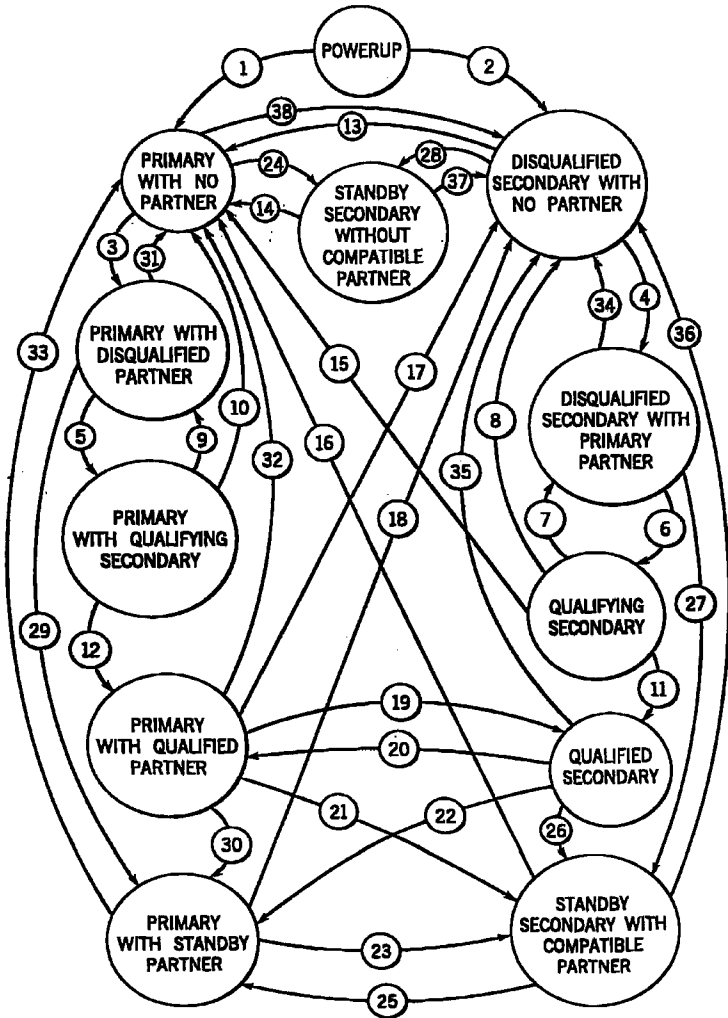 POWERUP
1
2
38
13
PRIMARY
WITH NO
PARTNER
24
28
14
37
STANDBY
SECONDARY
WITHOUT
COMPATIBLE
PARTNER
DISQUALIFIED
SECONDARY WITH
NO PARTNER
3
31
34
4
33
PRIMARY WITH
DISQUALIFIED
PARTNER
10
15
17
8
36
DISQUALIFIED
SECONDARY WITH
PRIMARY
PARTNER
5
9
32
16
35
18
7
6
PRIMARY
WITH QUALIFYING
SECONDARY
29
12
QUALIFYING
SECONDARY
27
11
19
PRIMARY
WITH QUALIFIED
PARTNER
20
QUALIFIED
SECONDARY
21
22
26
30
PRIMARY
WITH STANDBY
PARTNER
23
STANDBY
SECONDARY WITH
COMPATIBLE
PARTNER
25